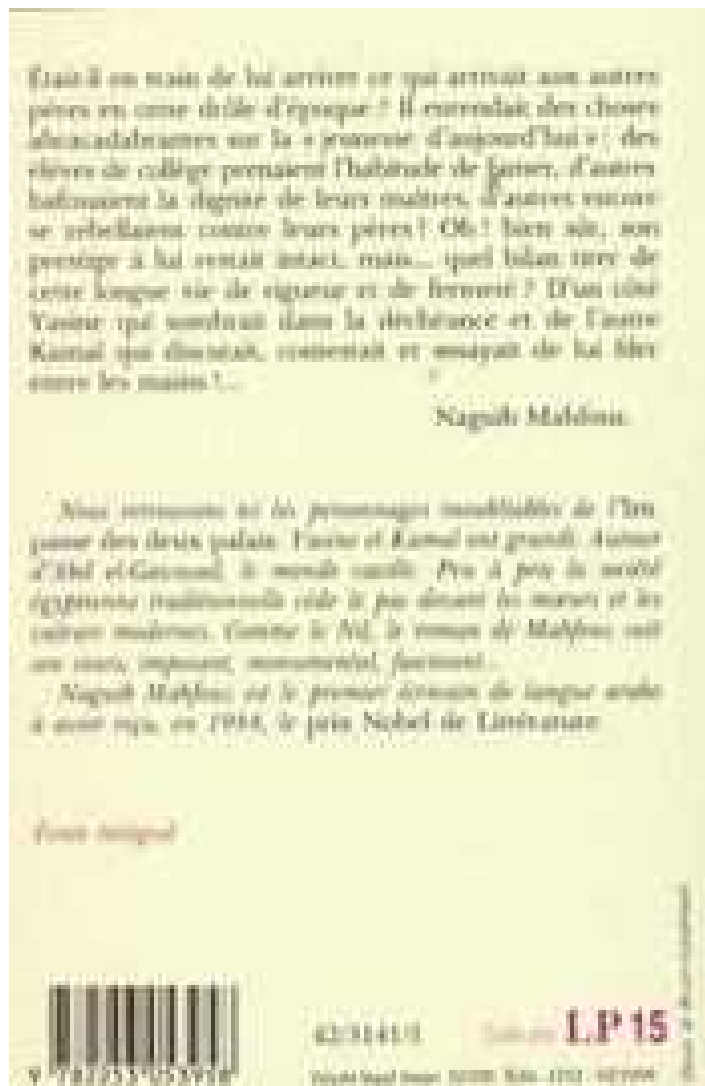 Était-il en train de lui arriver ce qui arrivait aux autres
pères en cette drôle d'époque ? Il entendait des choses
abracadabrantes sur la « jeunesse d'aujourd'hui » : des
élèves de collège prenaient l'habitude de fumer, d'autres
bafouaient la dignité de leurs maîtres, d'autres encore
se rebellaient contre leurs pères ! Oh ! bien sûr, son
prestige à lui restait intact, mais... quel bilan tirer de
cette longue vie de rigueur et de fermeté ? D'un côté
Yasine qui sombrait dans la déchéance et de l'autre
Kamal qui discutait, contestait et essayait de lui filer
entre les mains !...
Naguib Mahfouz.
Nous retrouvons ici les personnages inoubliables de l'Im-
passe des deux palais. Yasine et Kamal ont grandi. Autour
d'Abd el-Gawwad, le monde vacille. Peu à peu la société
égyptienne traditionnelle cède le pas devant les mœurs et les
culture modernes. Comme le Nil, le roman de Mahfouz suit
son cours, imposant, monumental, fascinant...
Naguib Mahfouz est le premier écrivain de langue arabe
à avoir reçu, en 1988, le prix Nobel de Littérature.
Texte intégral
42/3141/1
LP 15
9 782253 053958